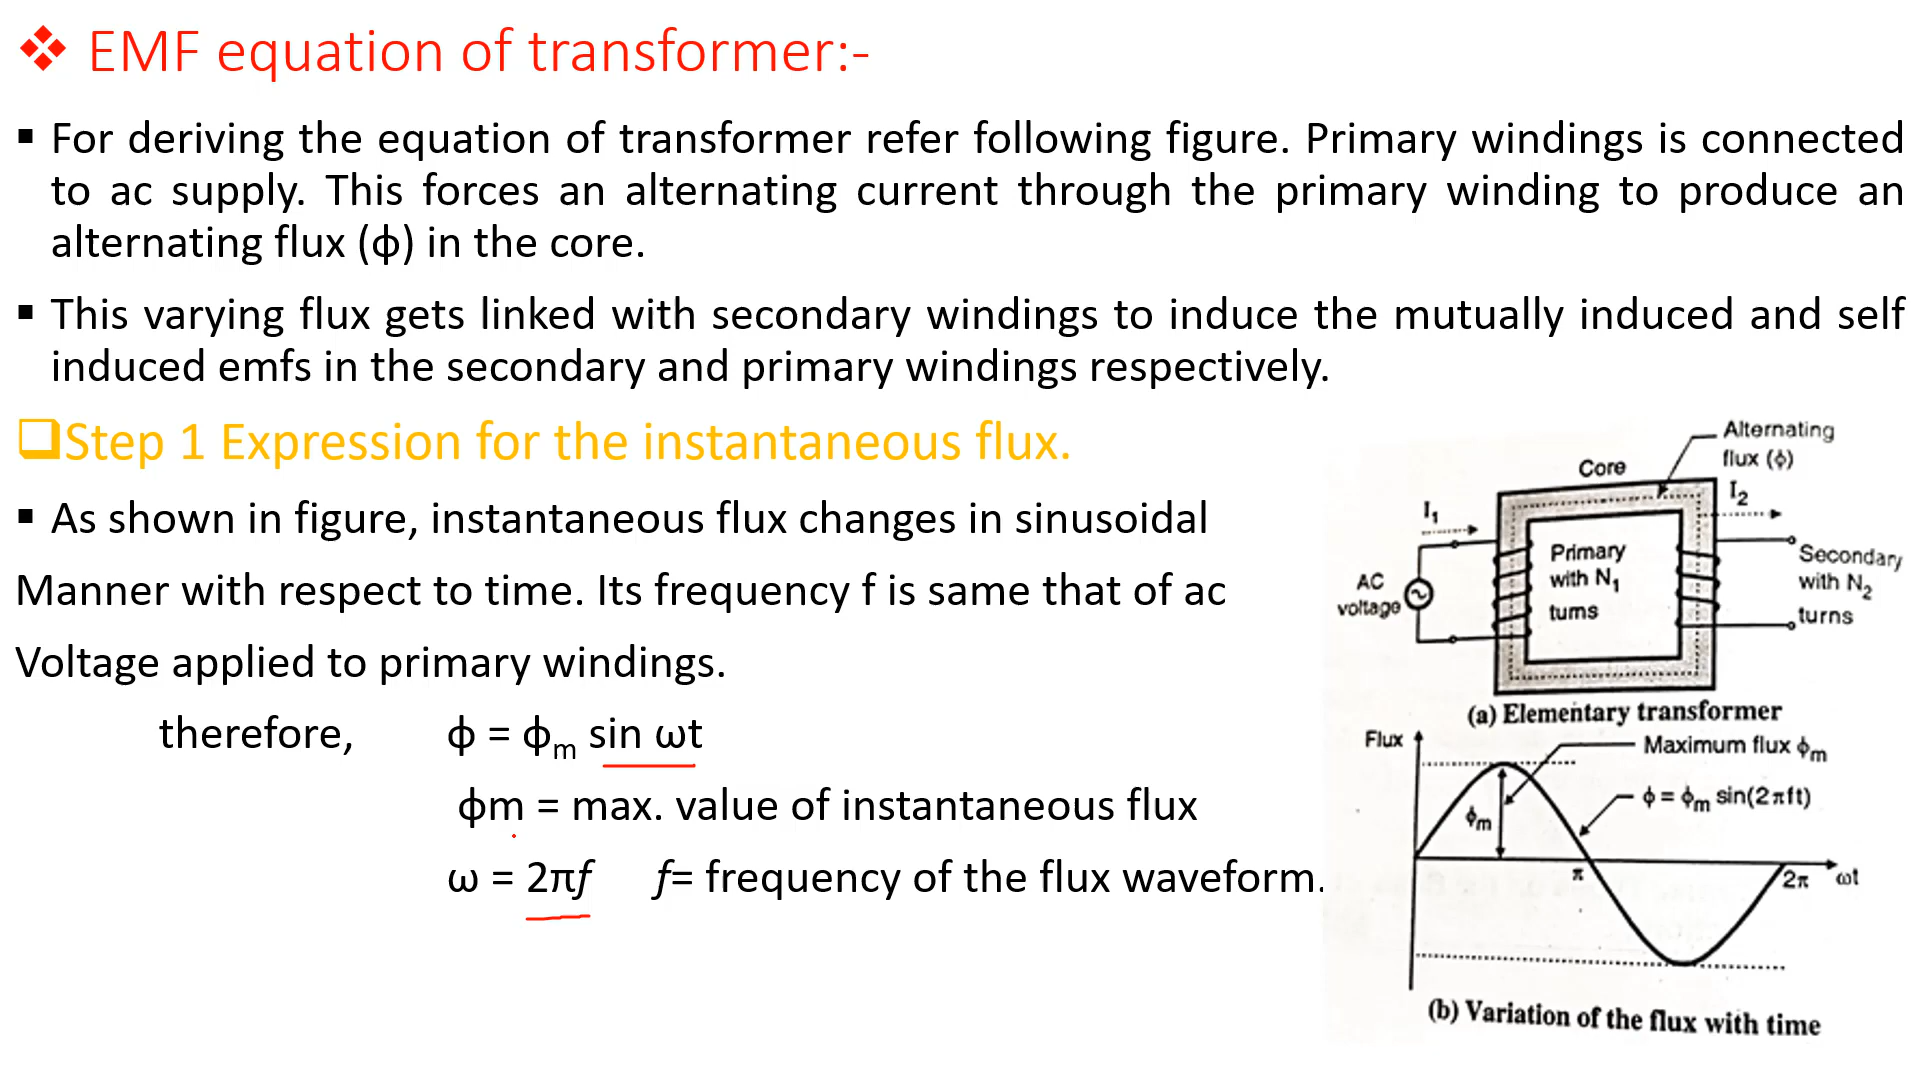 ❖ EMF equation of transformer:-
▪ For deriving the equation of transformer refer following figure. Primary windings is connected
to ac supply. This forces an alternating current through the primary winding to produce an
alternating flux (ϕ) in the core.
▪ This varying flux gets linked with secondary windings to induce the mutually induced and self
induced emfs in the secondary and primary windings respectively.
❑Step 1 Expression for the instantaneous flux.
▪ As shown in figure, instantaneous flux changes in sinusoidal
Manner with respect to time. Its frequency f is same that of ac
Voltage applied to primary windings.
therefore, ϕ = ϕm sin ωt
ϕm = max. value of instantaneous flux
ω = 2πf f= frequency of the flux waveform.
Alternating
flux (ϕ)
Core
I1
I2
AC
voltage
Primary
with N1
turns
Secondary
with N2
turns
(a) Elementary transformer
Flux
Maximum flux ϕm
ϕ = ϕm sin(2πft)
ϕm
π
2π
ωt
(b) Variation of the flux with time